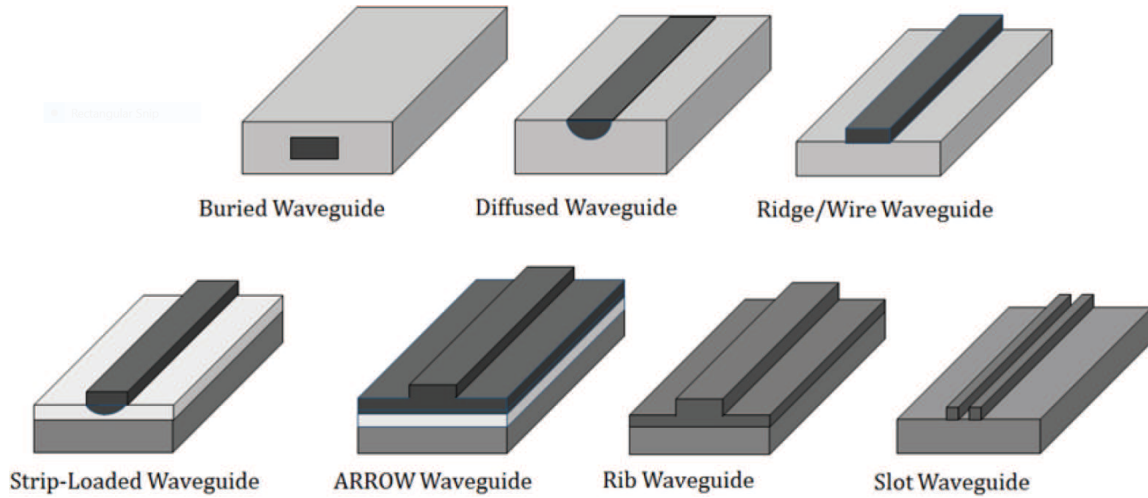 Buried Waveguide
Diffused Waveguide
Ridge/Wire Waveguide
Strip-Loaded Waveguide
ARROW Waveguide
Rib Waveguide
Slot Waveguide